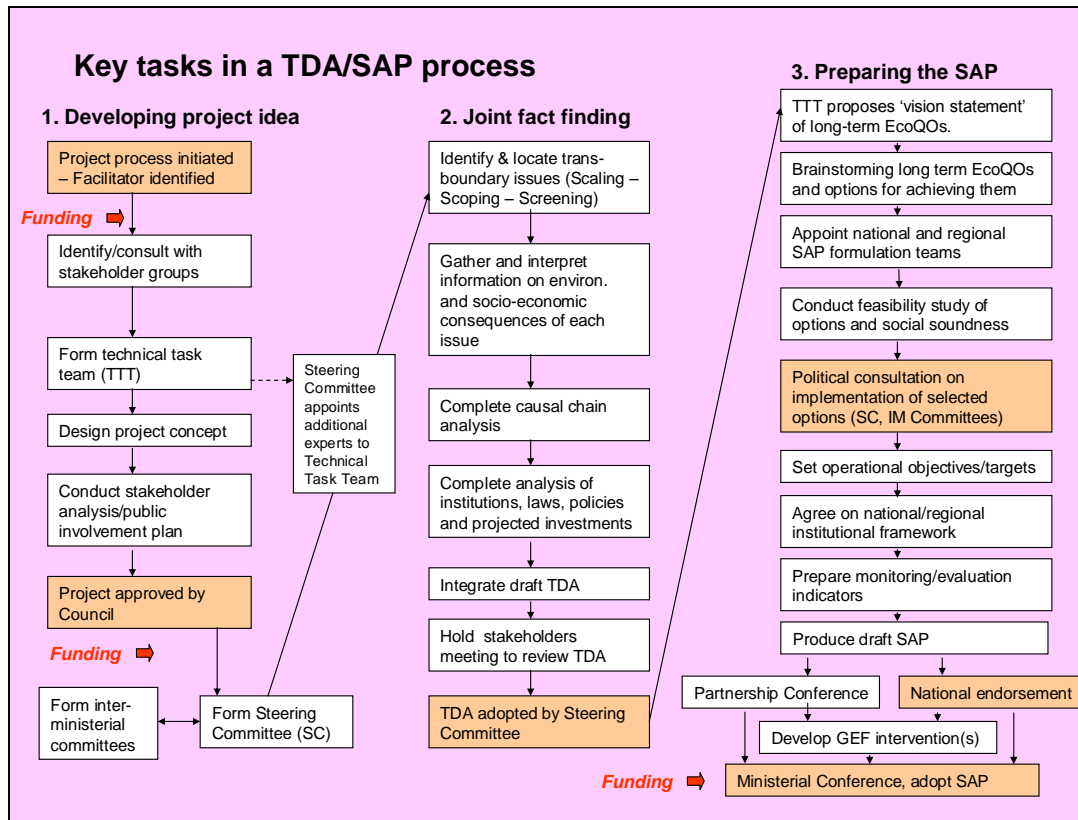 Key tasks in a TDA/SAP process
1. Developing project idea
Project process initiated
– Facilitator identified
Funding
Identify/consult with
stakeholder groups
Form technical task
team (TTT)
Design project concept
Conduct stakeholder
analysis/public
involvement plan
Project approved by
Council
Funding
Form inter-
ministerial
committees
Form Steering
Committee (SC)
Steering
Committee
appoints
additional
experts to
Technical
Task Team
2. Joint fact finding
Identify & locate trans-
boundary issues (Scaling –
Scoping – Screening)
Gather and interpret
information on environ.
and socio-economic
consequences of each
issue
Complete causal chain
analysis
Complete analysis of
institutions, laws, policies
and projected investments
Integrate draft TDA
Hold stakeholders
meeting to review TDA
TDA adopted by Steering
Committee
3. Preparing the SAP
TTT proposes ‘vision statement’
of long-term EcoQOs.
Brainstorming long term EcoQOs
and options for achieving them
Appoint national and regional
SAP formulation teams
Conduct feasibility study of
options and social soundness
Political consultation on
implementation of selected
options (SC, IM Committees)
Set operational objectives/targets
Agree on national/regional
institutional framework
Prepare monitoring/evaluation
indicators
Produce draft SAP
Partnership Conference
National endorsement
Develop GEF intervention(s)
Funding
Ministerial Conference, adopt SAP